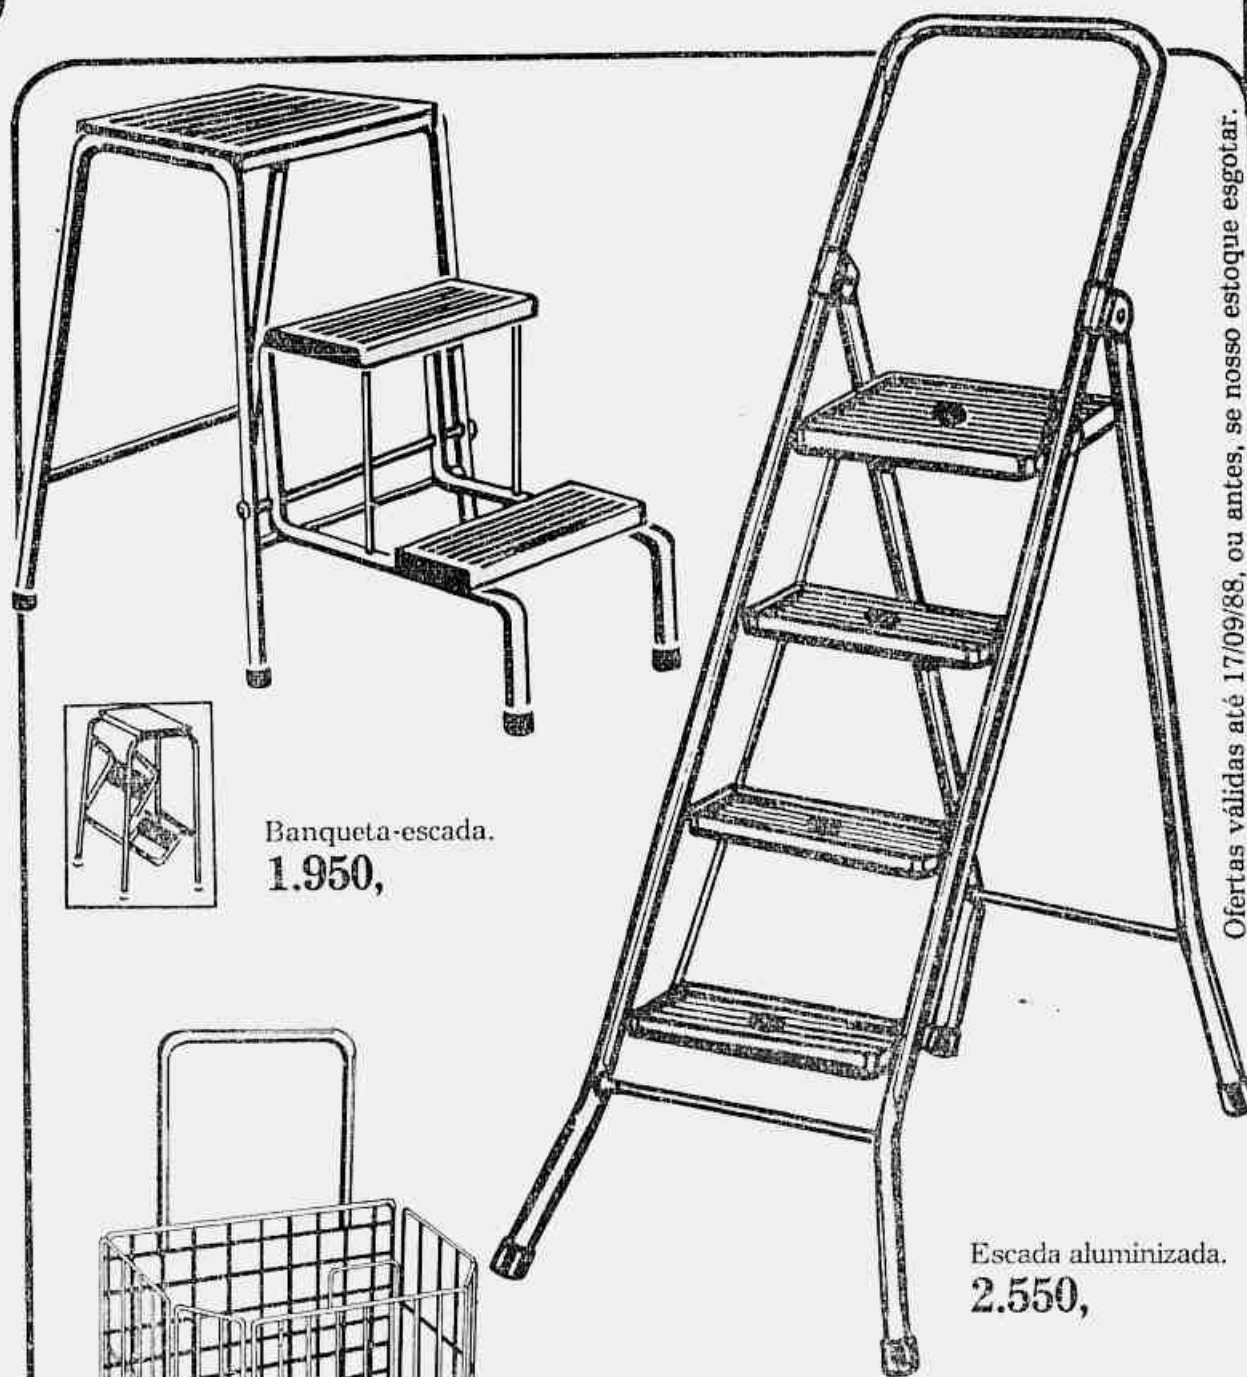 Ofertas válidas até 17/09/88, ou antes, se nosso estoque esgotar.
Banqueta-escada.
1.950,
Escada aluminizada.
2.550,